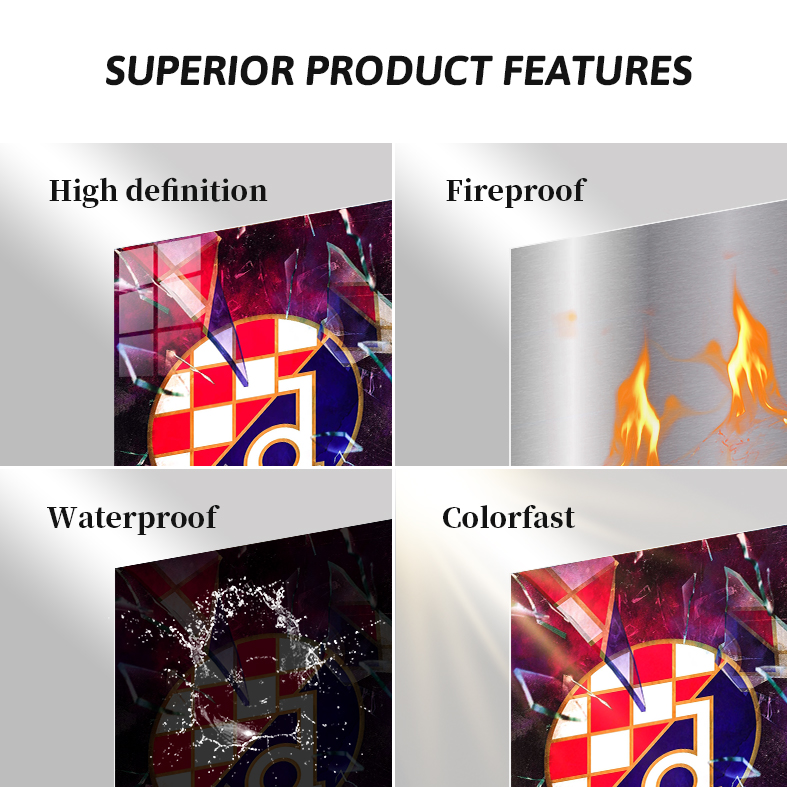 SUPERIOR PRODUCT FEATURES
High definition
Fireproof
Waterproof
Colorfast
d
d
d